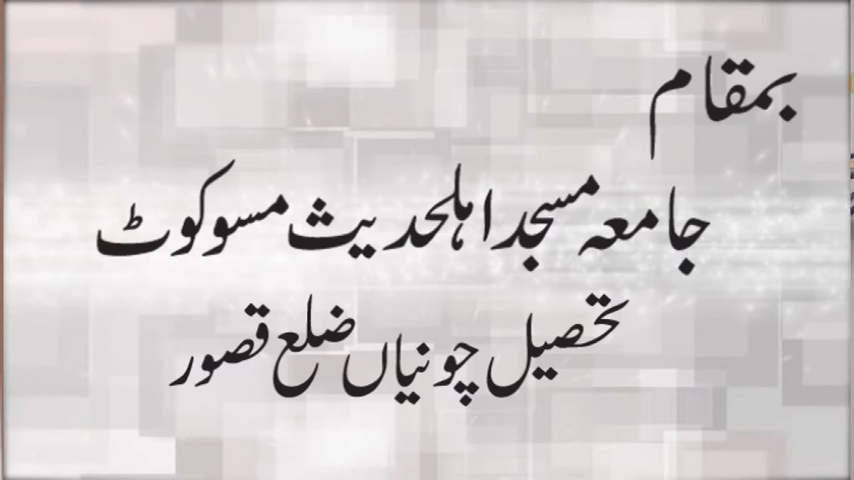 بمقام
جامعہ مسجد اہلحدیث مسوکوٹ
تحصیل چونیاں ضلع قصور